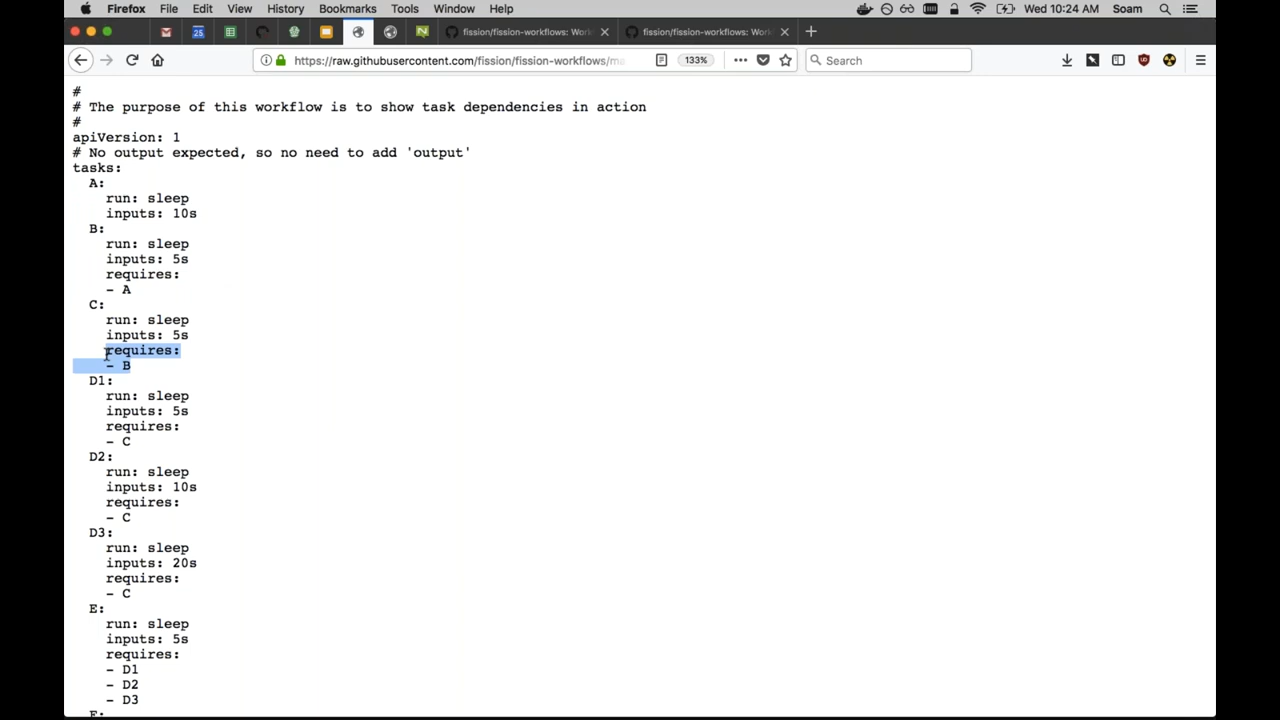 Firefox File Edit View History Bookmarks Tools Window Help Wed 10:24 AM Soam
25 N fission/fission-workflows: Work fission/fission-workflows: Work
https://raw.githubusercontent.com/fission/fission-workflows/ma 133% Search
#
# The purpose of this workflow is to show task dependencies in action
#
apiVersion: 1
# No output expected, so no need to add 'output'
tasks:
A:
run: sleep
inputs: 10s
B:
run: sleep
inputs: 5s
requires:
- A
C:
run: sleep
inputs: 5s
requires:
- B
D1:
run: sleep
inputs: 5s
requires:
- C
D2:
run: sleep
inputs: 10s
requires:
- C
D3:
run: sleep
inputs: 20s
requires:
- C
E:
run: sleep
inputs: 5s
requires:
- D1
- D2
- D3